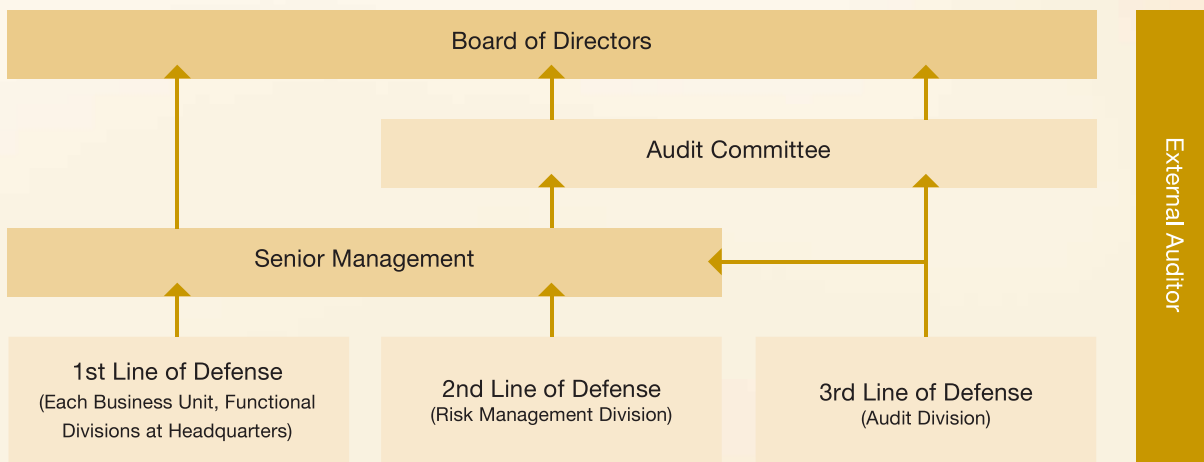 Board of Directors
Audit Committee
Senior Management
1st Line of Defense
(Each Business Unit, Functional
Divisions at Headquarters)
2nd Line of Defense
(Risk Management Division)
3rd Line of Defense
(Audit Division)
External Auditor